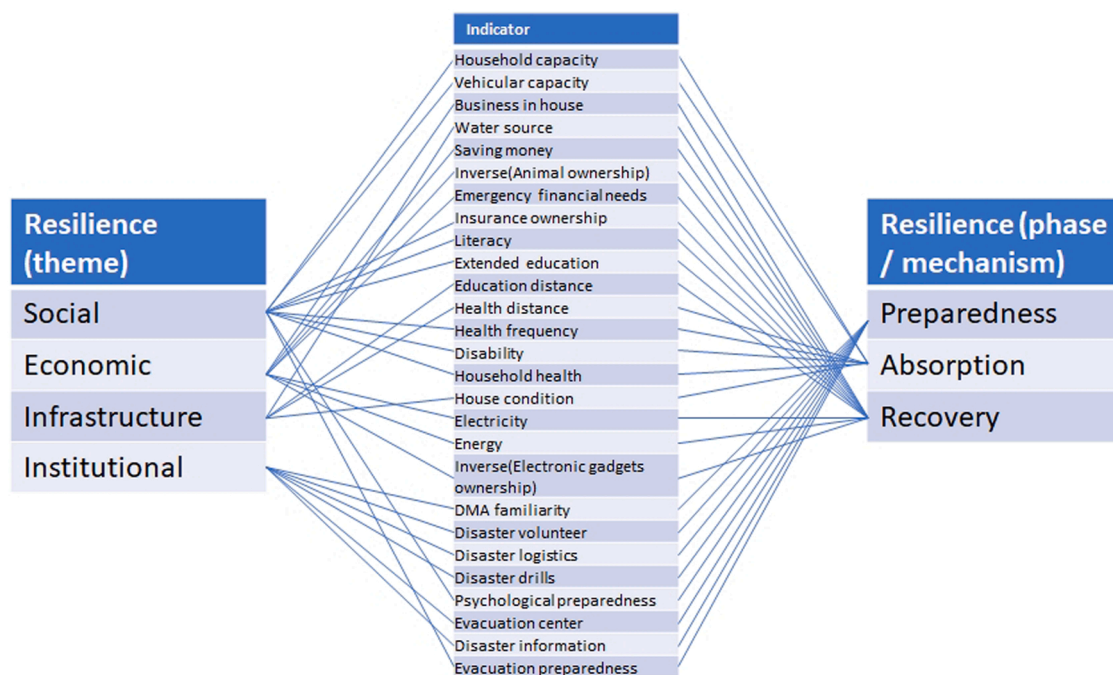 Resilience
(theme)
Social
Economic
Infrastructure
Institutional
Indicator
Household capacity
Vehicular capacity
Business in house
Water source
Saving money
Inverse(Animal ownership)
Emergency financial needs
Insurance ownership
Literacy
Extended education
Education distance
Health distance
Health frequency
Disability
Household health
House condition
Electricity
Energy
Inverse(Electronic gadgets
ownership)
DMA familiarity
Disaster volunteer
Disaster logistics
Disaster drills
Psychological preparedness
Evacuation center
Disaster information
Evacuation preparedness
Resilience (phase
/ mechanism)
Preparedness
Absorption
Recovery